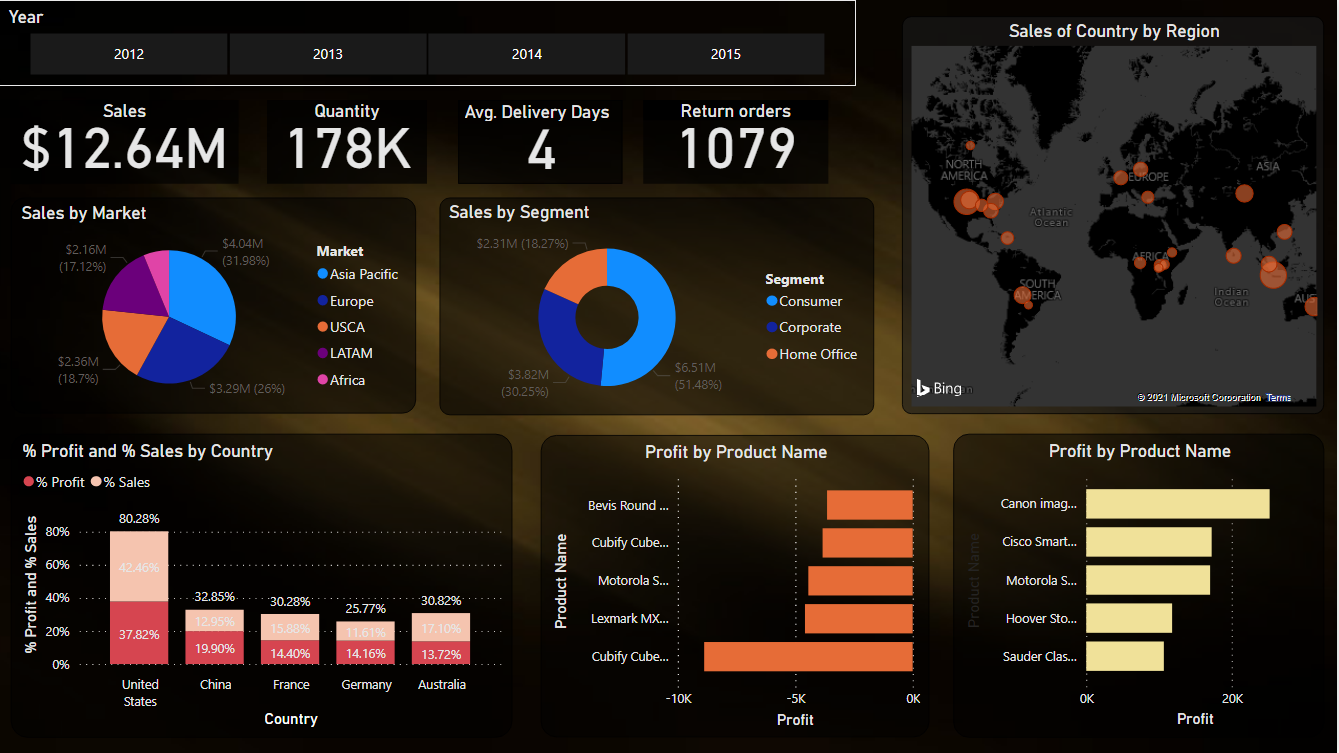 Year
2012
2013
2014
2015
Sales
$12.64M
Quantity
178K
Avg. Delivery Days
4
Return orders
1079
Sales of Country by Region
NORTH
AMERICA
EUROPE
ASIA
Atlantic
Ocean
AFRICA
SOUTH
AMERICA
Indian
Ocean
AUS
Bing
© 2021 Microsoft Corporation Terms
Sales by Market
$2.16M
(17.12%)
$4.04M
(31.98%)
$2.36M
(18.7%)
$3.29M (26%)
Market
Asia Pacific
Europe
USCA
LATAM
Africa
Sales by Segment
$2.31M (18.27%)
$3.82M
(30.25%)
$6.51M
(51.48%)
Segment
Consumer
Corporate
Home Office
% Profit and % Sales by Country
% Profit % Sales
% Profit and % Sales
80%
60%
40%
20%
0%
80.28%
42.46%
37.82%
32.85%
12.95%
19.90%
30.28%
15.88%
14.40%
25.77%
11.61%
14.16%
30.82%
17.10%
13.72%
United
States
China
France
Germany
Australia
Country
Profit by Product Name
Product Name
Bevis Round ...
Cubify Cube...
Motorola S...
Lexmark MX...
Cubify Cube...
-10K
-5K
0K
Profit
Profit by Product Name
Product Name
Canon imag...
Cisco Smart...
Motorola S...
Hoover Sto...
Sauder Clas...
0K
20K
Profit